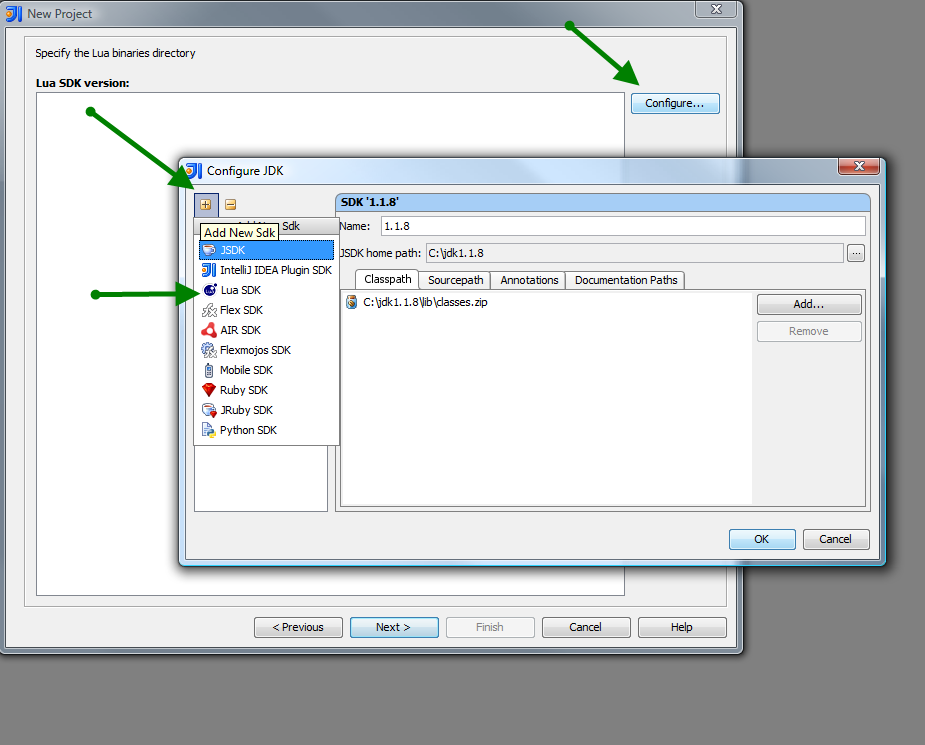 New Project
Specify the Lua binaries directory
Lua SDK version:
Configure...
Configure JDK
Sdk
Add New Sdk
JSDK
IntelliJ IDEA Plugin SDK
Lua SDK
Flex SDK
AIR SDK
Flexmojos SDK
Mobile SDK
Ruby SDK
JRuby SDK
Python SDK
SDK '1.1.8'
Name: 1.1.8
JSDK home path: C:\jdk1.1.8 ...
Classpath Sourcepath Annotations Documentation Paths
C:\jdk1.1.8\lib\classes.zip
Add...
Remove
OK Cancel
< Previous Next > Finish Cancel Help